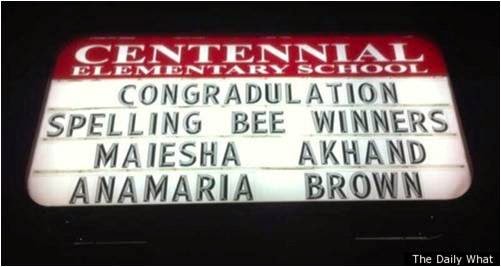 CENTENNIAL
ELEMENTARY SCHOOL
CONGRADULATION
SPELLING BEE WINNERS
MAIESHA AKHAND
ANAMARIA BROWN
The Daily What